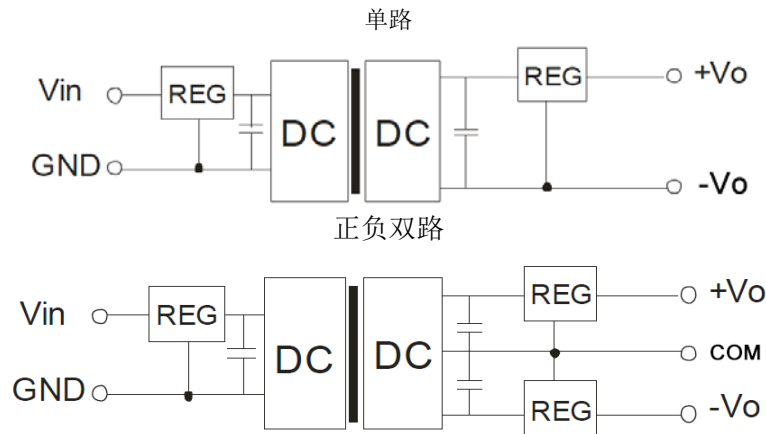 单路
Vin REG DC DC REG +Vo
GND -Vo
正负双路
Vin REG DC DC REG +Vo
COM
GND REG -Vo